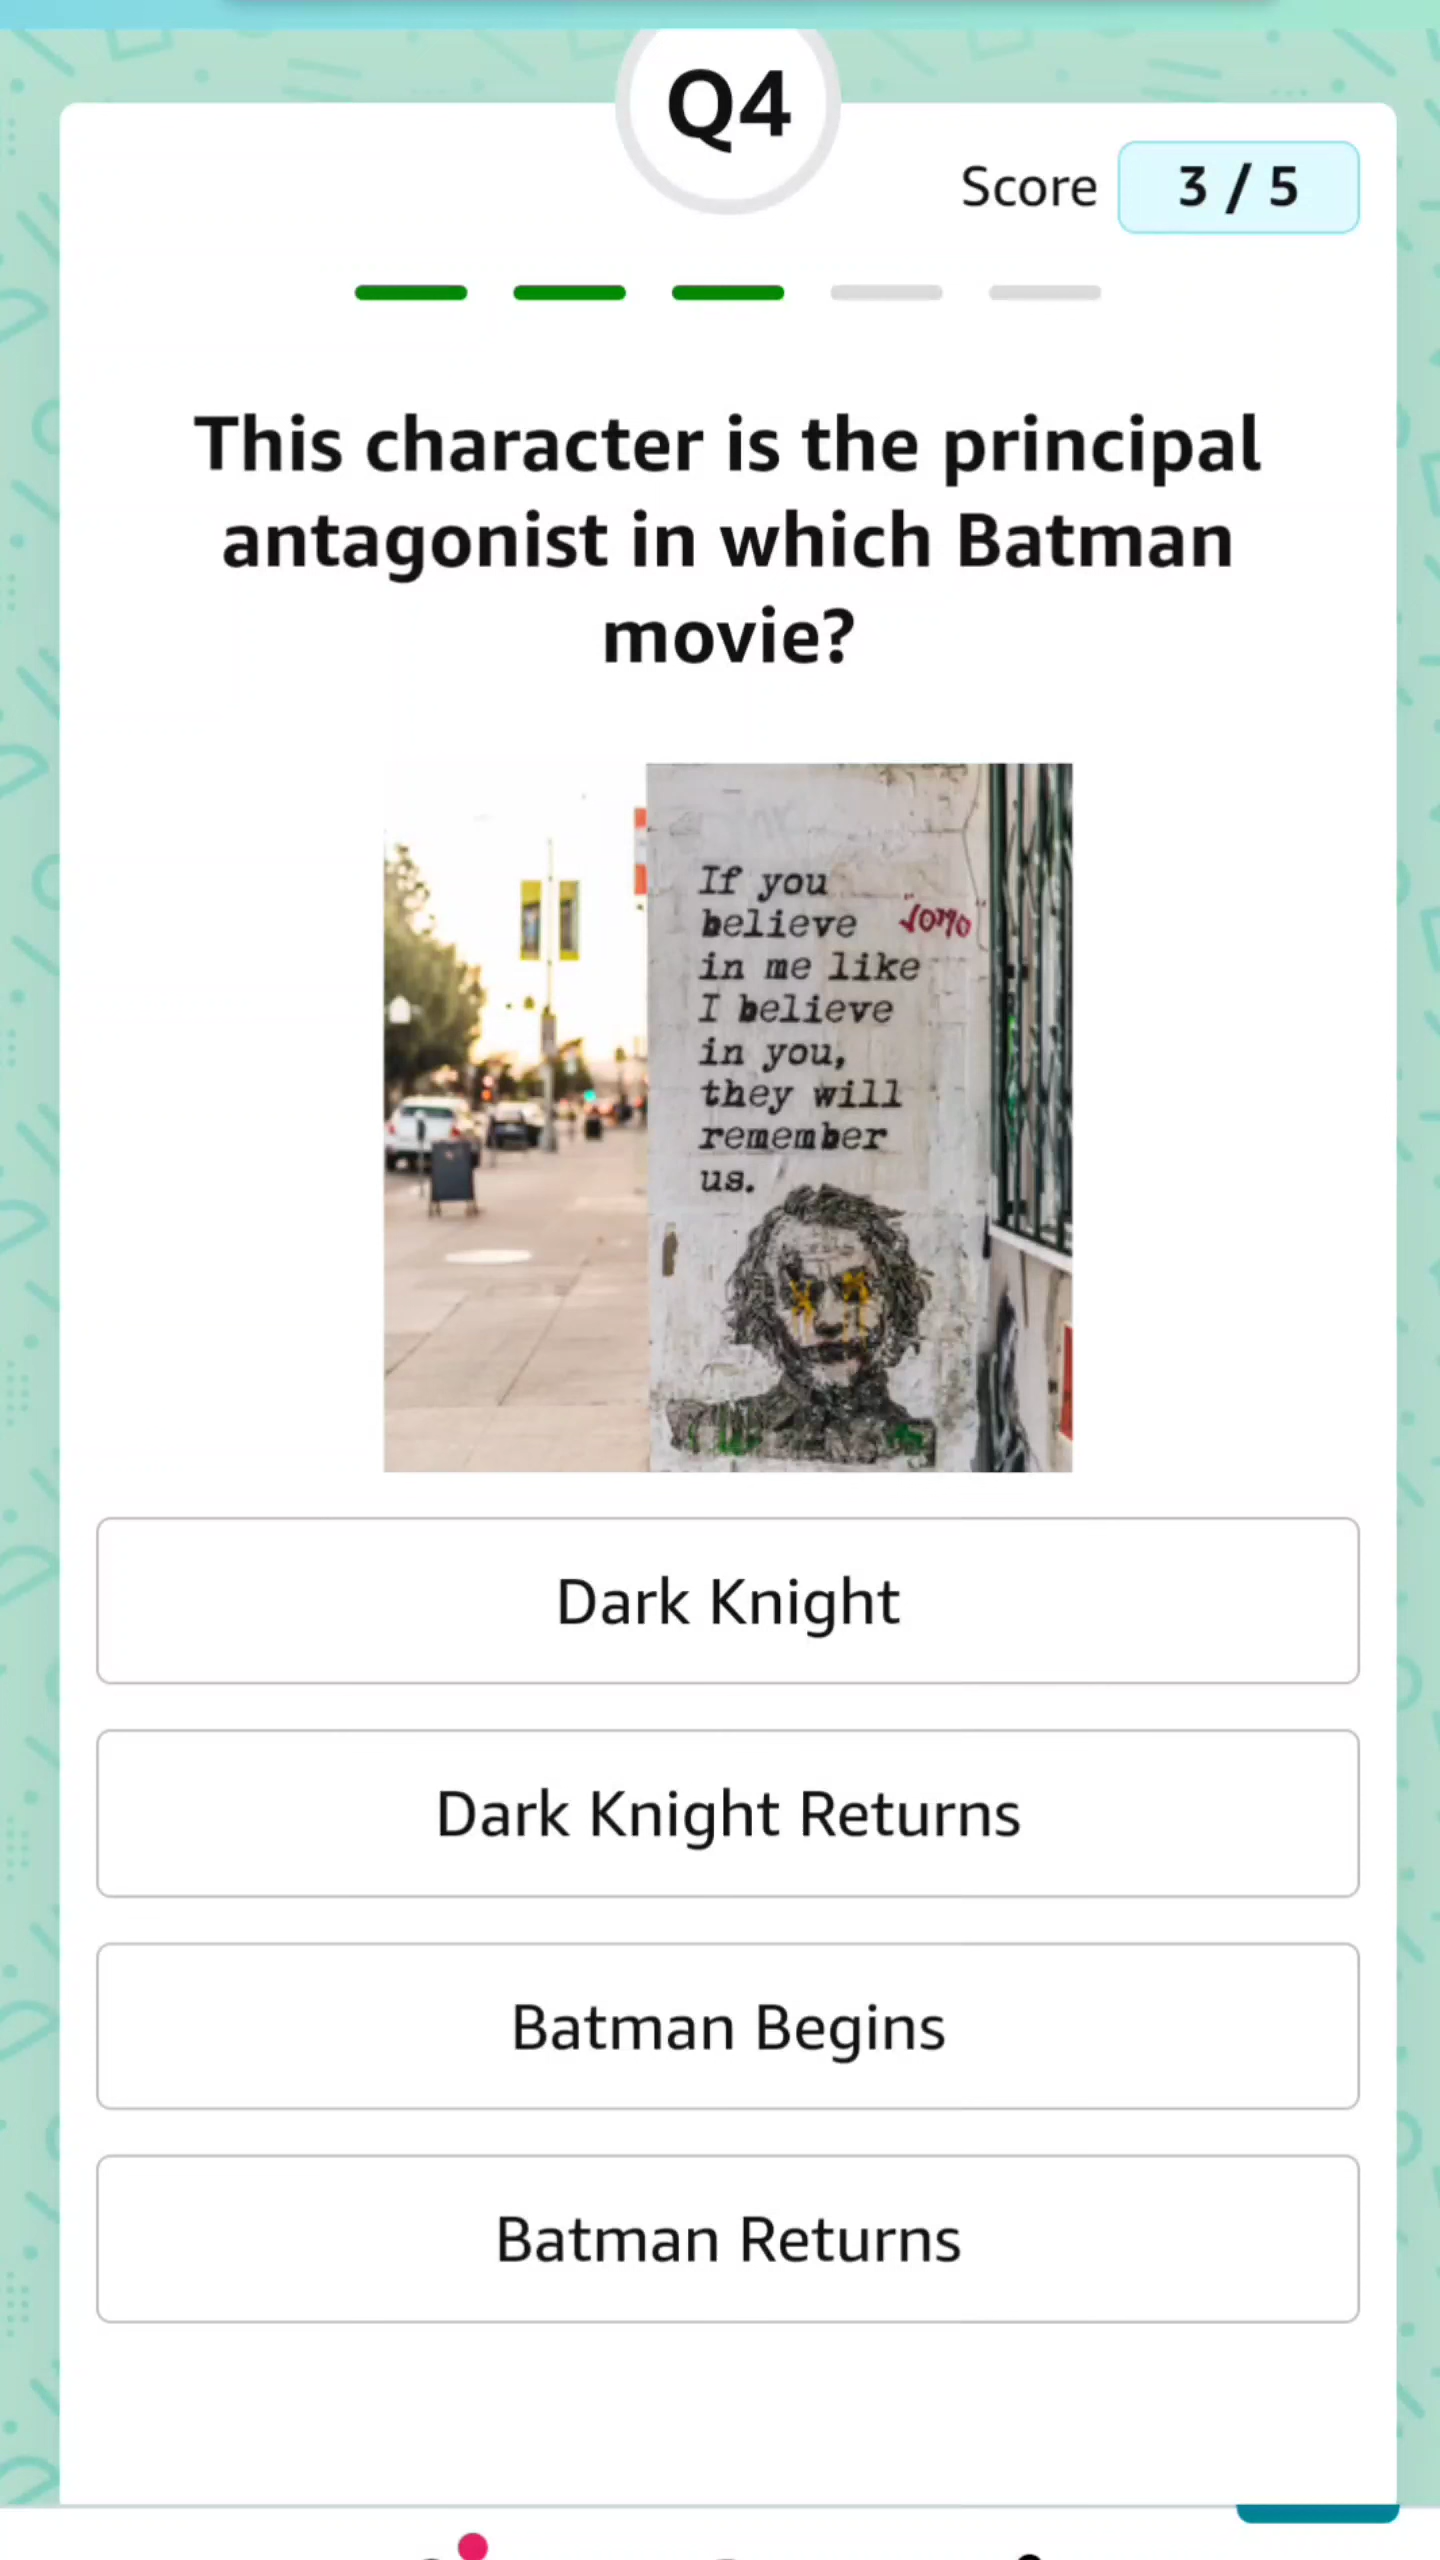 Q4
Score 3 / 5
This character is the principal
antagonist in which Batman
movie?
If you
believe
"JOMO"
in me like
I believe
in you,
they will
remember
us.
Dark Knight
Dark Knight Returns
Batman Begins
Batman Returns